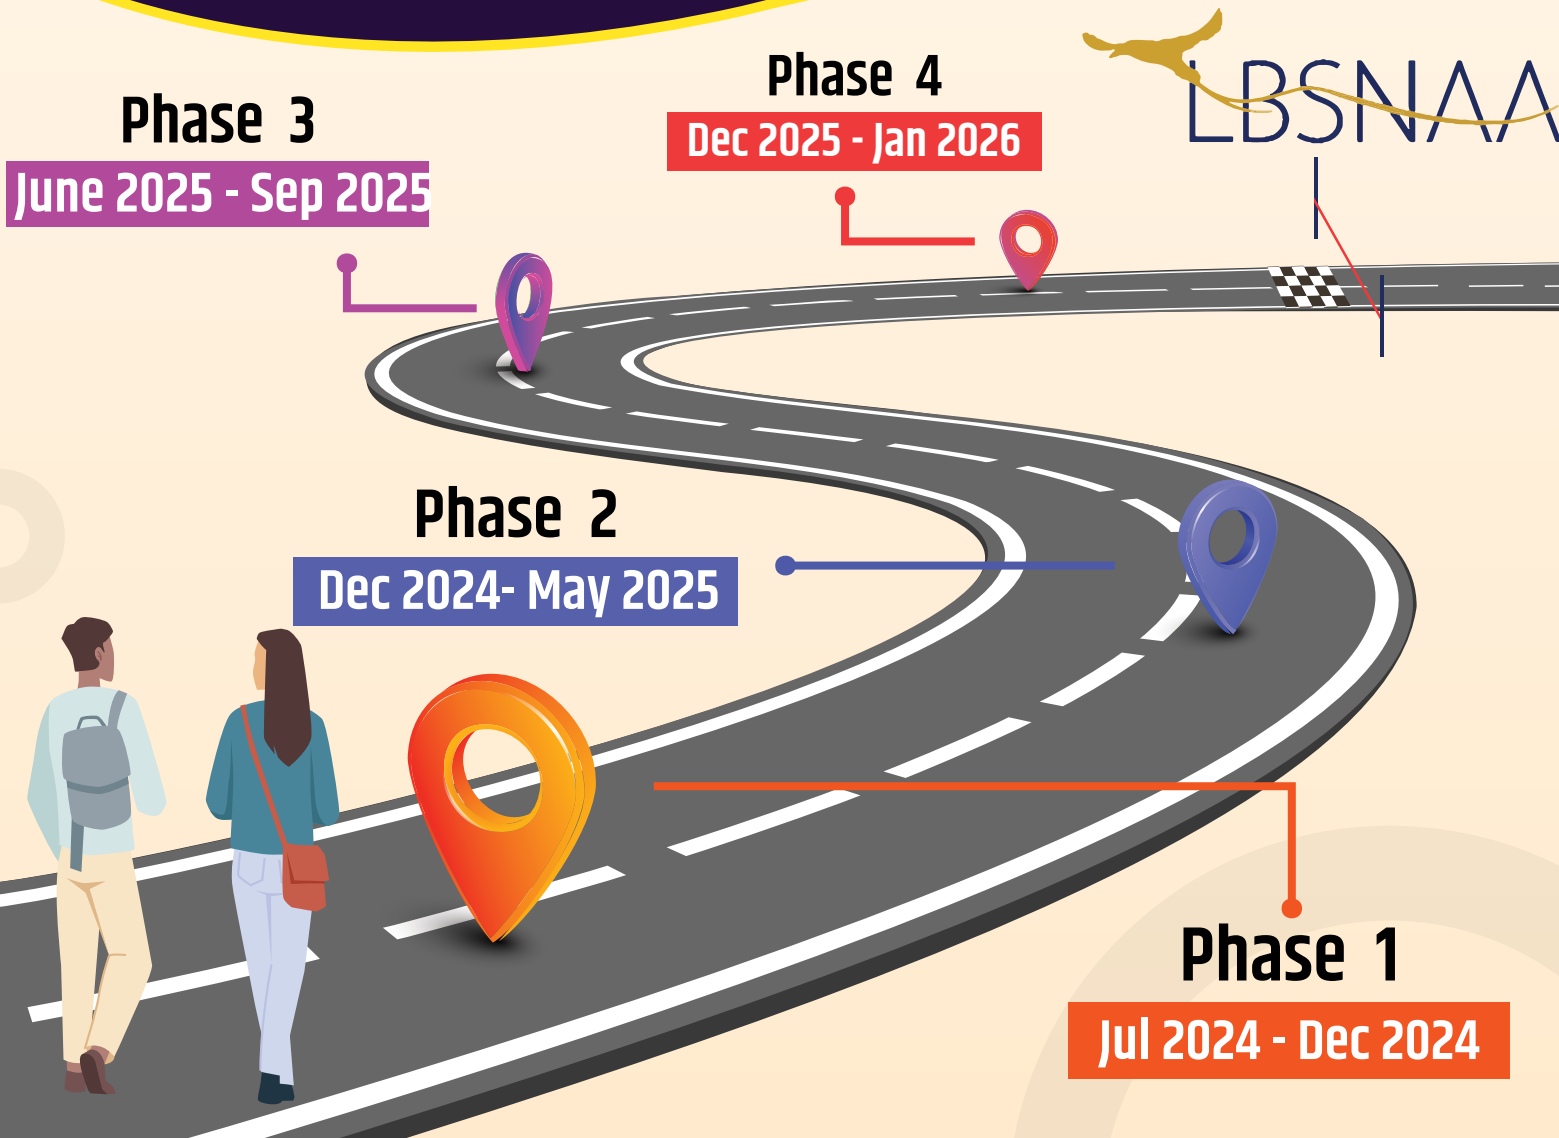 LBSNAA
Phase 4
Dec 2025 - Jan 2026
Phase 3
June 2025 - Sep 2025
Phase 2
Dec 2024- May 2025
Phase 1
Jul 2024 - Dec 2024